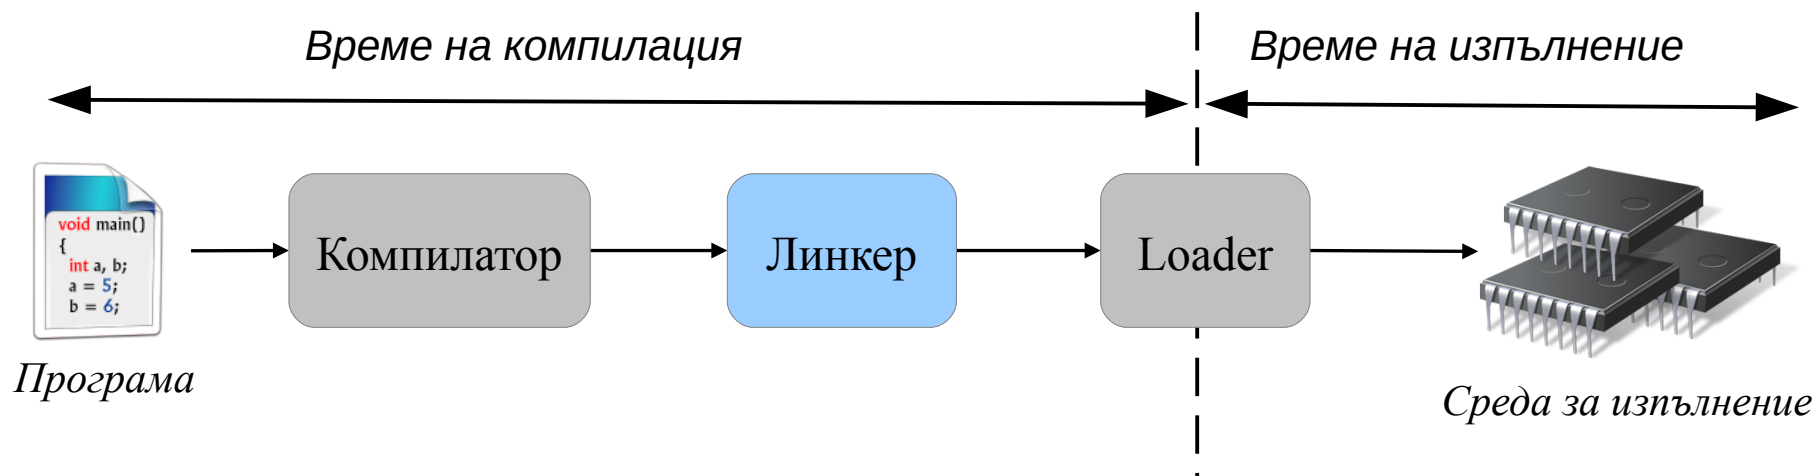 Време на компилация
Време на изпълнение
void main()
{
int a, b;
a = 5;
b = 6;
Компилатор
Линкер
Loader
Програма
Среда за изпълнение